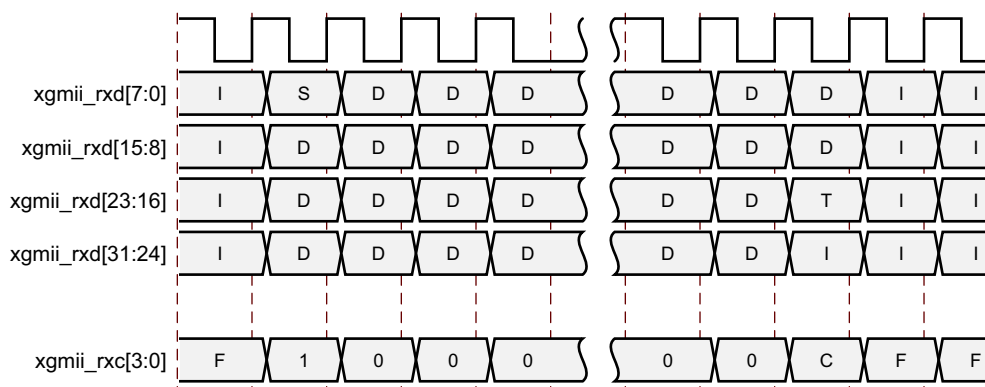 xgmii_rxd[7:0] I S D D D D D D I I
xgmii_rxd[15:8] I D D D D D D D I I
xgmii_rxd[23:16] I D D D D D D T I I
xgmii_rxd[31:24] I D D D D D D I I I
xgmii_rxc[3:0] F 1 0 0 0 0 0 C F F